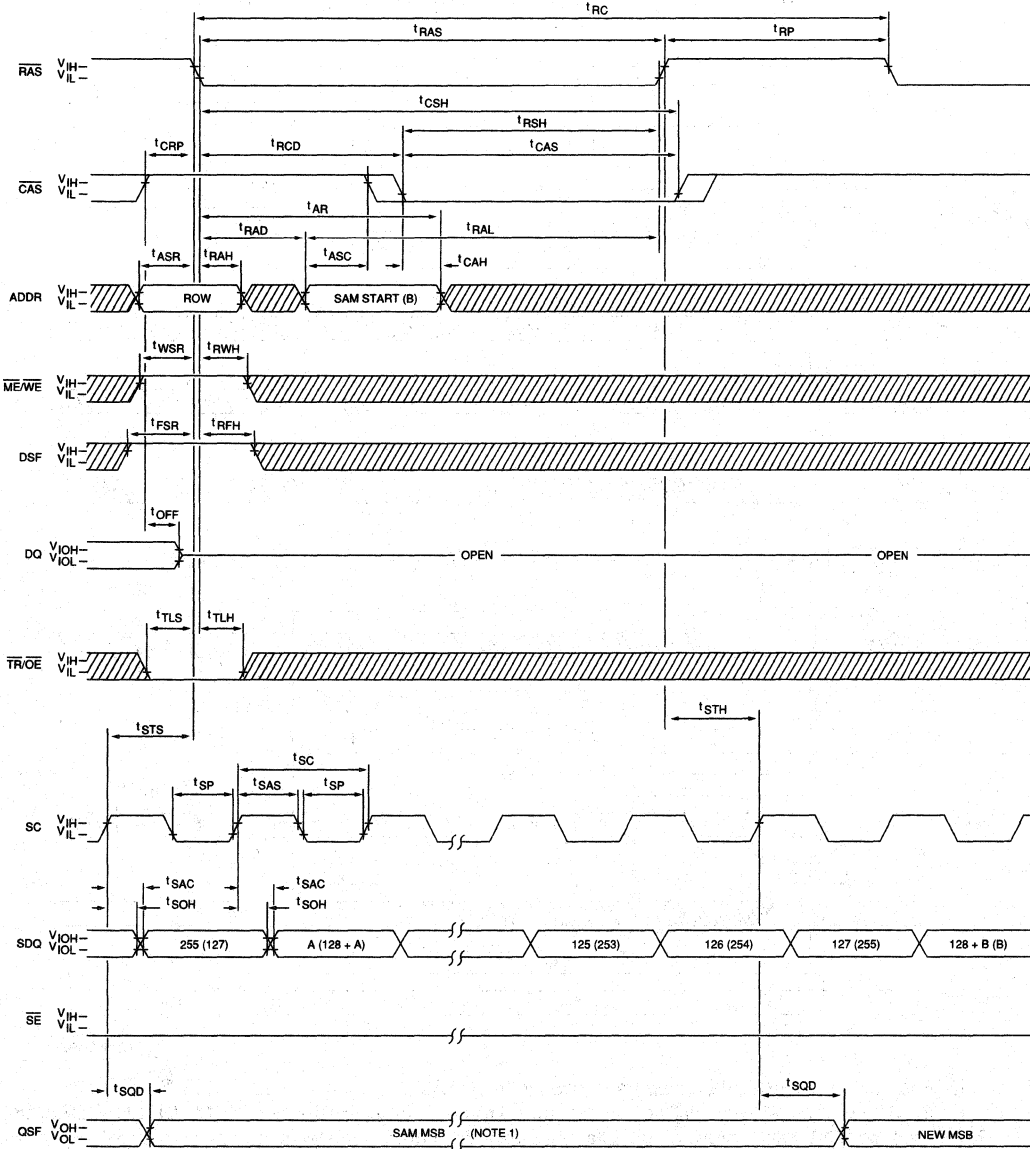 tRC
tRAS
tRP
RAS VIH
VIL
tCSH
tRSH
tCRP
tRCD
tCAS
CAS VIH
VIL
tAR
tRAD
tRAL
tASR
tRAH
tASC
tCAH
ADDR VIH
VIL
ROW
SAM START (B)
tWSR
tRWH
ME/WE VIH
VIL
tFSR
tRFH
DSF VIH
VIL
tOFF
DQ VIOH
VIOL
OPEN
OPEN
tTLS
tTLH
TR/OE VIH
VIL
tSTS
tSTH
tSC
tSP
tSAS
tSP
SC VIH
VIL
tSAC
tSAC
tSOH
tSOH
SDQ VIOH
VIOL
255 (127)
A (128 + A)
125 (253)
126 (254)
127 (255)
128 + B (B)
SE VIH
VIL
tSQD
tSQD
QSF VOH
VOL
SAM MSB
(NOTE 1)
NEW MSB